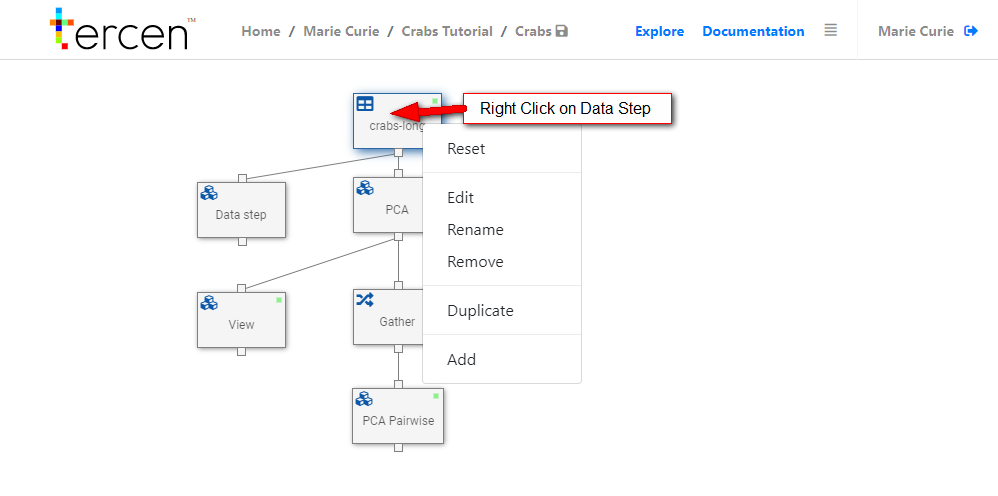 tercen™
Home / Marie Curie / Crabs Tutorial / Crabs
Explore Documentation
Marie Curie
Right Click on Data Step
crabs-long
Reset
Edit
Rename
Remove
Duplicate
Add
Data step
PCA
View
Gather
PCA Pairwise